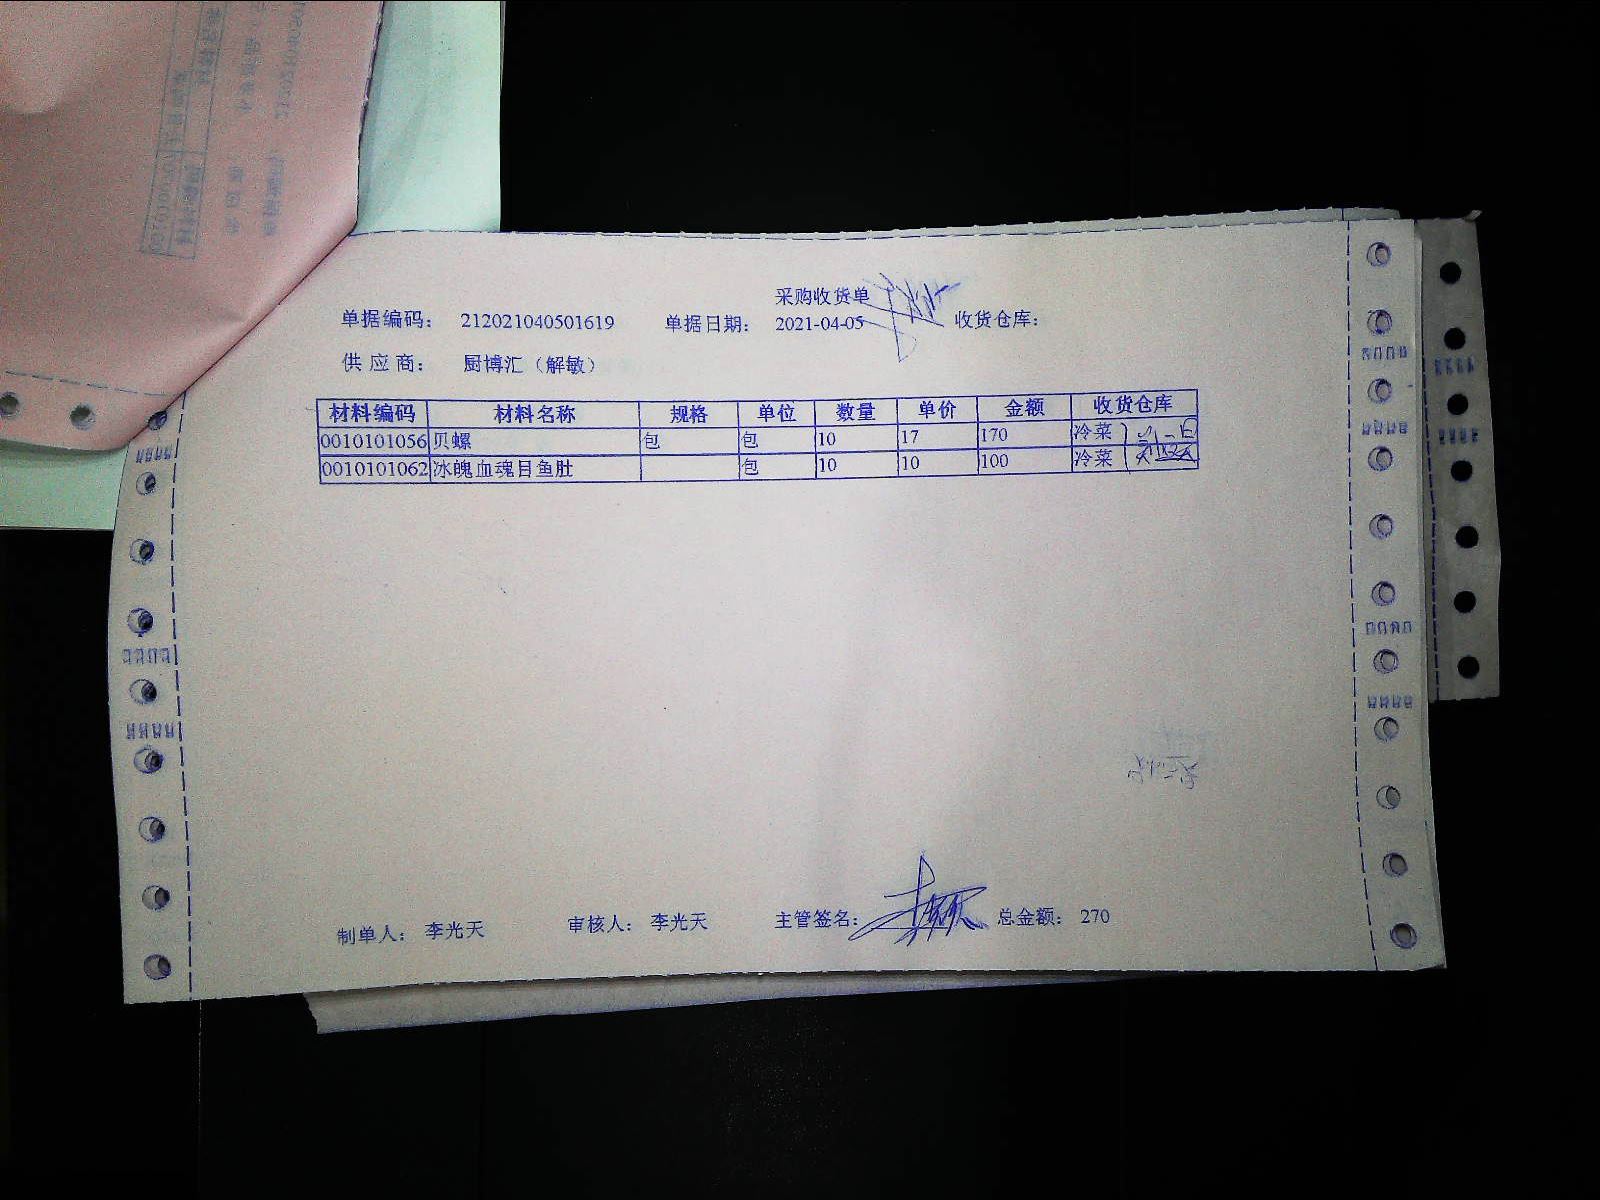 采购收货单
单据编码： 212021040501619 单据日期： 2021-04-05 收货仓库：
供 应 商： 厨博汇（解敏）
材料编码 材料名称 规格 单位 数量 单价 金额 收货仓库
0010101056 贝螺 包 包 10 17 170 冷菜
0010101062 冰魄血魂目鱼肚 包 10 10 100 冷菜
制单人： 李光天 审核人： 李光天 主管签名： 总金额： 270